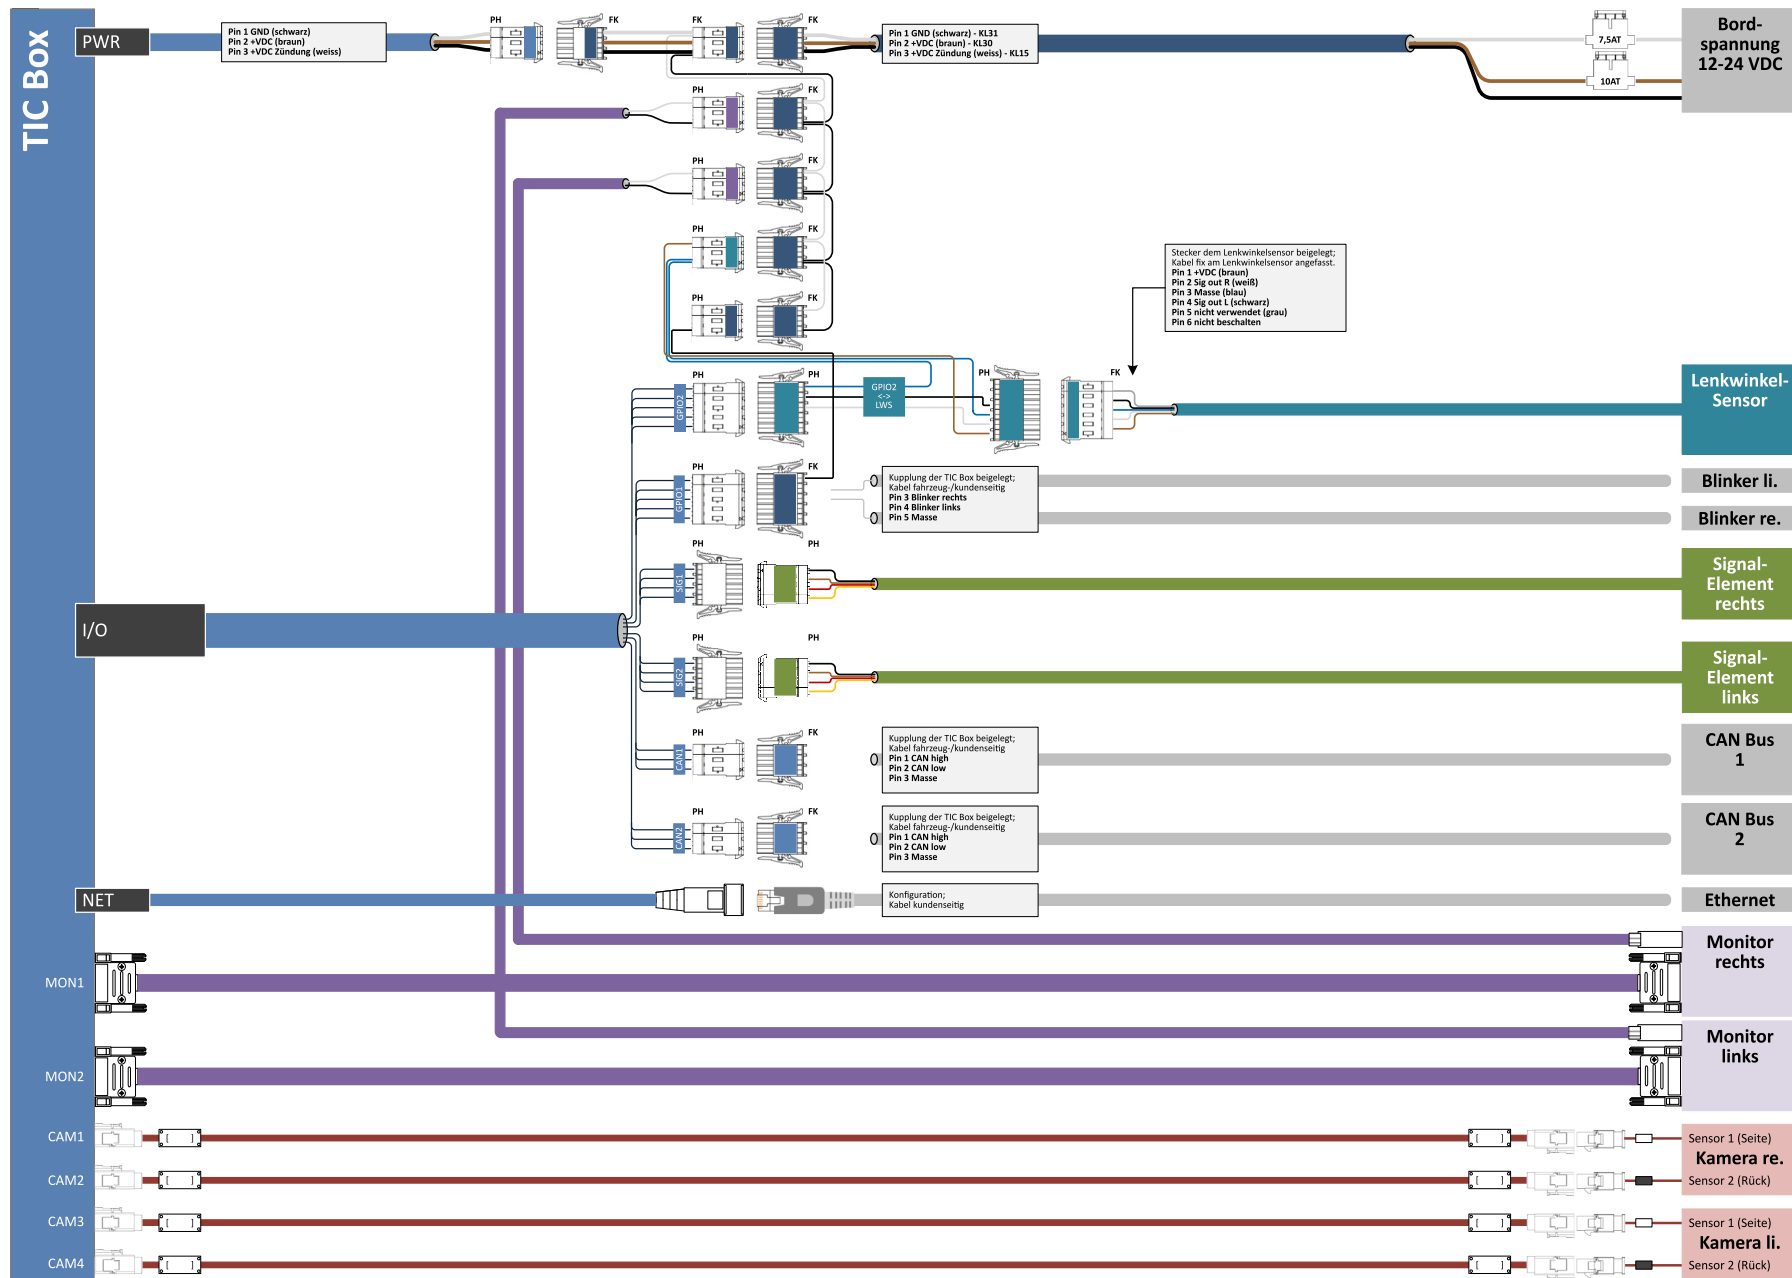 TIC Box
PWR
Pin 1 GND (schwarz)
Pin 2 +VDC (braun)
Pin 3 +VDC Zündung (weiss)
PH
FK
FK
FK
Pin 1 GND (schwarz) - KL31
Pin 2 +VDC (braun) - KL30
Pin 3 +VDC Zündung (weiss) - KL15
7,5AT
10AT
Bord-
spannung
12-24 VDC
PH
FK
PH
FK
PH
FK
PH
FK
Stecker dem Lenkwinkelsensor beigelegt;
Kabel fix am Lenkwinkelsensor angefasst.
Pin 1 +VDC (braun)
Pin 2 Sig out R (weiß)
Pin 3 Masse (blau)
Pin 4 Sig out L (schwarz)
Pin 5 nicht verwendet (grau)
Pin 6 nicht beschalten
GPIO2
PH
PH
GPIO2
<->
LWS
PH
FK
Lenkwinkel-
Sensor
GPIO1
PH
FK
Kupplung der TIC Box beigelegt;
Kabel fahrzeug-/kundenseitig
Pin 3 Blinker rechts
Pin 4 Blinker links
Pin 5 Masse
Blinker li.
Blinker re.
SIG1
PH
PH
Signal-
Element
rechts
I/O
SIG2
PH
PH
Signal-
Element
links
CAN1
PH
FK
Kupplung der TIC Box beigelegt;
Kabel fahrzeug-/kundenseitig
Pin 1 CAN high
Pin 2 CAN low
Pin 3 Masse
CAN Bus
1
CAN2
PH
FK
Kupplung der TIC Box beigelegt;
Kabel fahrzeug-/kundenseitig
Pin 1 CAN high
Pin 2 CAN low
Pin 3 Masse
CAN Bus
2
NET
Konfiguration;
Kabel kundenseitig
Ethernet
Monitor
rechts
MON1
Monitor
links
MON2
CAM1
Sensor 1 (Seite)
Kamera re.
CAM2
Sensor 2 (Rück)
CAM3
Sensor 1 (Seite)
Kamera li.
CAM4
Sensor 2 (Rück)